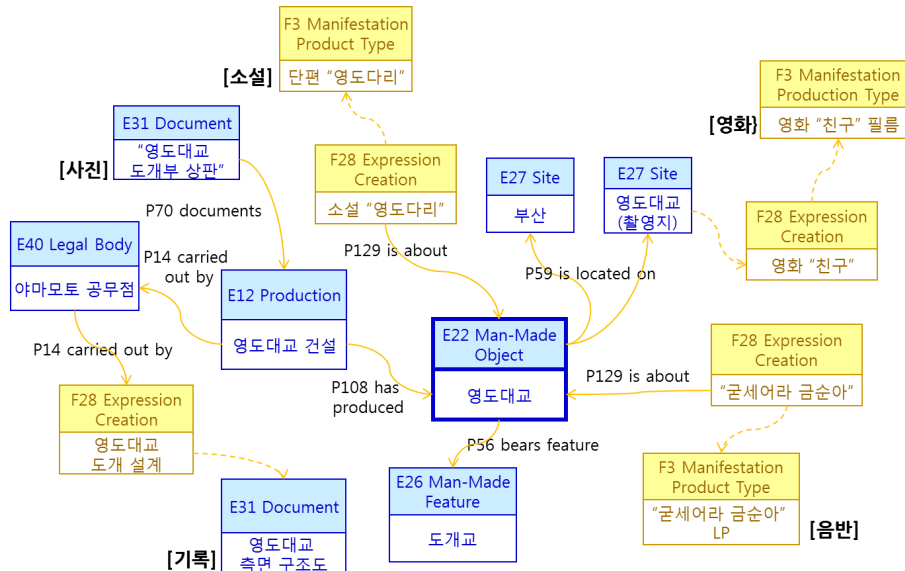 F3 Manifestation
Product Type
단편 “영도다리”
[소설]
F3 Manifestation
Production Type
영화 “친구” 필름
[영화}
E31 Document
“영도대교
도개부 상판”
[사진]
F28 Expression
Creation
소설 “영도다리”
E27 Site
부산
E27 Site
영도대교
(촬영지)
F28 Expression
Creation
영화 “친구”
P70 documents
P129 is about
P59 is located on
E40 Legal Body
야마모토 공무점
P14 carried
out by
E12 Production
영도대교 건설
E22 Man-Made
Object
영도대교
F28 Expression
Creation
“굳세어라 금순아”
P129 is about
P14 carried out by
P108 has
produced
F28 Expression
Creation
영도대교
도개 설계
P56 bears feature
E26 Man-Made
Feature
도개교
F3 Manifestation
Product Type
“굳세어라 금순아”
LP
[음반]
E31 Document
영도대교
측면 구조도
[기록]